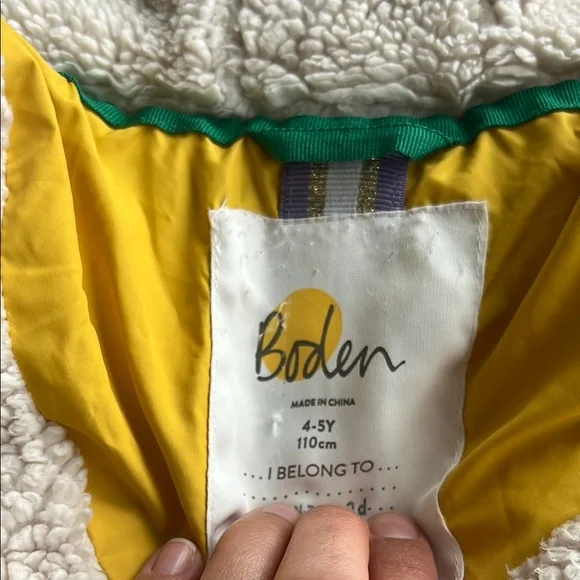 Boden
MADE IN CHINA
4-5Y
110cm
...I BELONG TO...